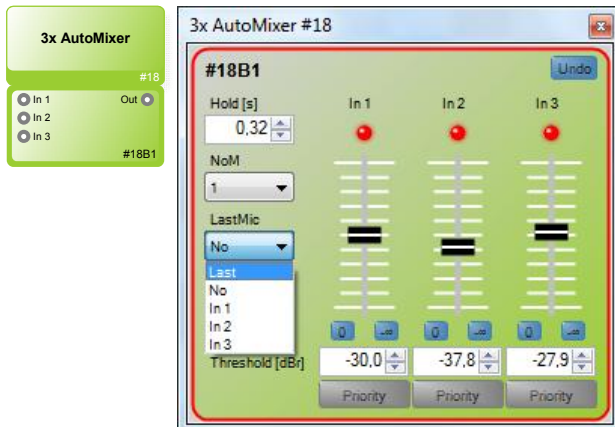 3x AutoMixer
#18
In 1 Out
In 2
In 3
#18B1
3x AutoMixer #18
#18B1 Undo
Hold [s] In 1 In 2 In 3
0,32
NoM
1
LastMic
No
Last
No
In 1
In 2
In 3
0 -∞ 0 -∞ 0 -∞
Threshold [dBr] -30,0 -37,8 -27,9
Priority Priority Priority